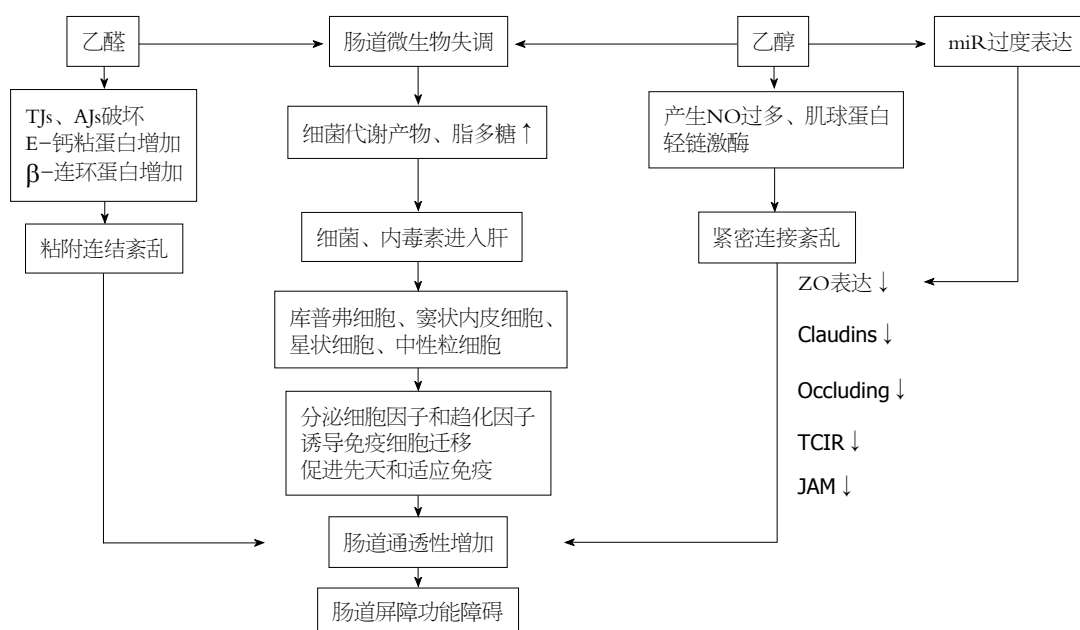 乙醛
肠道微生物失调
乙醇
miR过度表达
TJs、AJs破坏
E-钙粘蛋白增加
β-连环蛋白增加
细菌代谢产物、脂多糖↑
产生NO过多、肌球蛋白
轻链激酶
粘附连结紊乱
细菌、内毒素进入肝
紧密连接紊乱
ZO表达↓
Claudins↓
Occluding↓
TCIR↓
JAM↓
库普弗细胞、窦状内皮细胞、
星状细胞、中性粒细胞
分泌细胞因子和趋化因子
诱导免疫细胞迁移
促进先天和适应免疫
肠道通透性增加
肠道屏障功能障碍